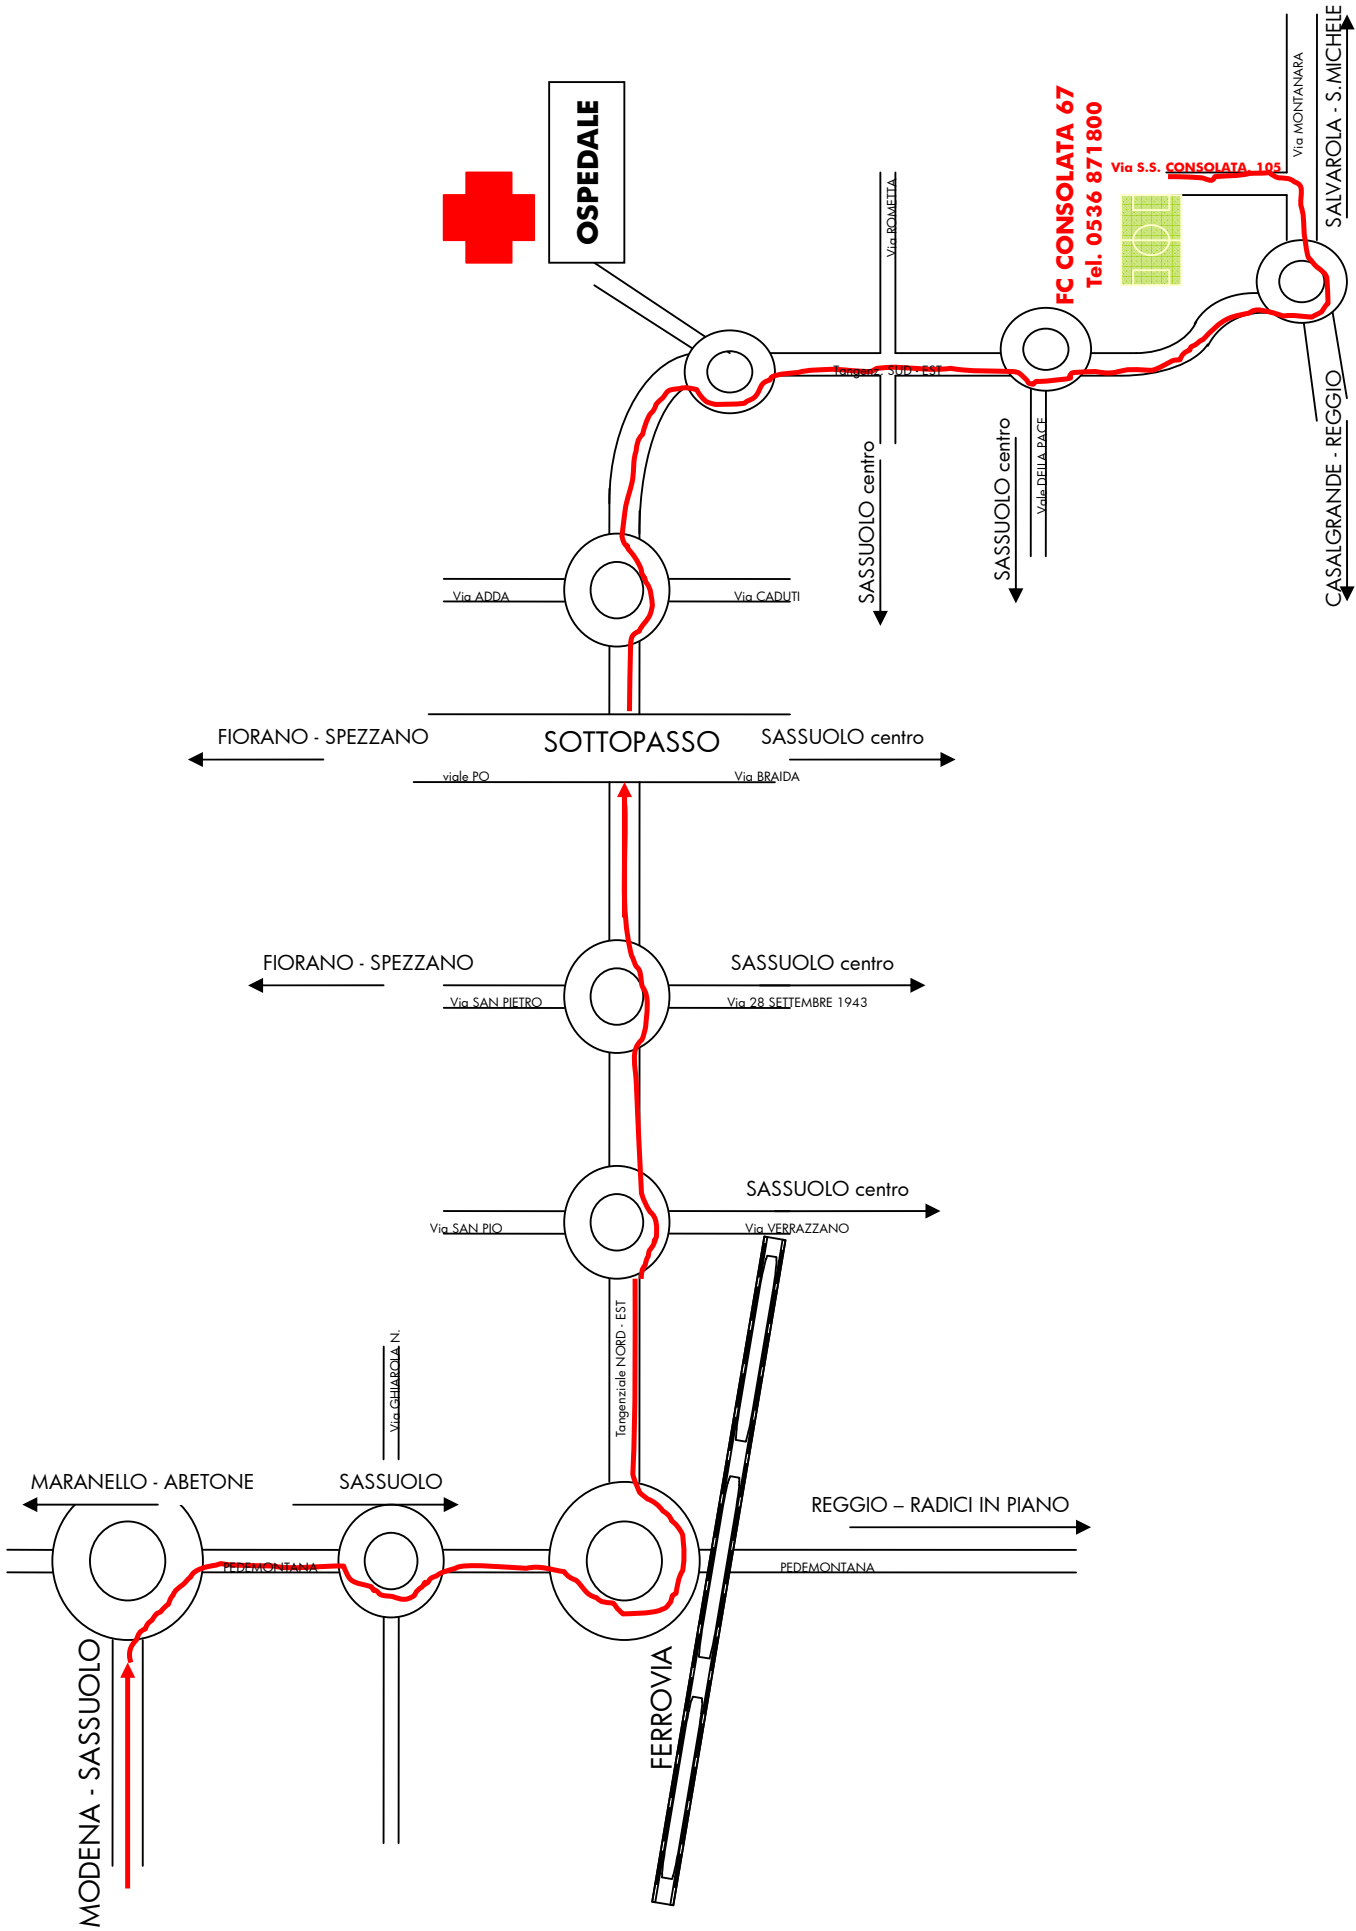 SALVAROLA - S.MICHELE
Via MONTANARA
OSPEDALE
FC CONSOLATA 67
Tel. 0536 871800
Via S.S. CONSOLATA, 105
Via ROMETTA
Tangenz. SUD - EST
SASSUOLO centro
SASSUOLO centro
Vale DELLA PACE
CASALGRANDE - REGGIO
Via ADDA
Via CADUTI
FIORANO - SPEZZANO
SOTTOPASSO
SASSUOLO centro
viale PO
Via BRAIDA
FIORANO - SPEZZANO
SASSUOLO centro
Via SAN PIETRO
Via 28 SETTEMBRE 1943
SASSUOLO centro
Via SAN PIO
Via VERRAZZANO
Tangenziale NORD - EST
Via GHIAROLA N.
MARANELLO - ABETONE
SASSUOLO
REGGIO – RADICI IN PIANO
PEDEMONTANA
PEDEMONTANA
MODENA - SASSUOLO
FERROVIA